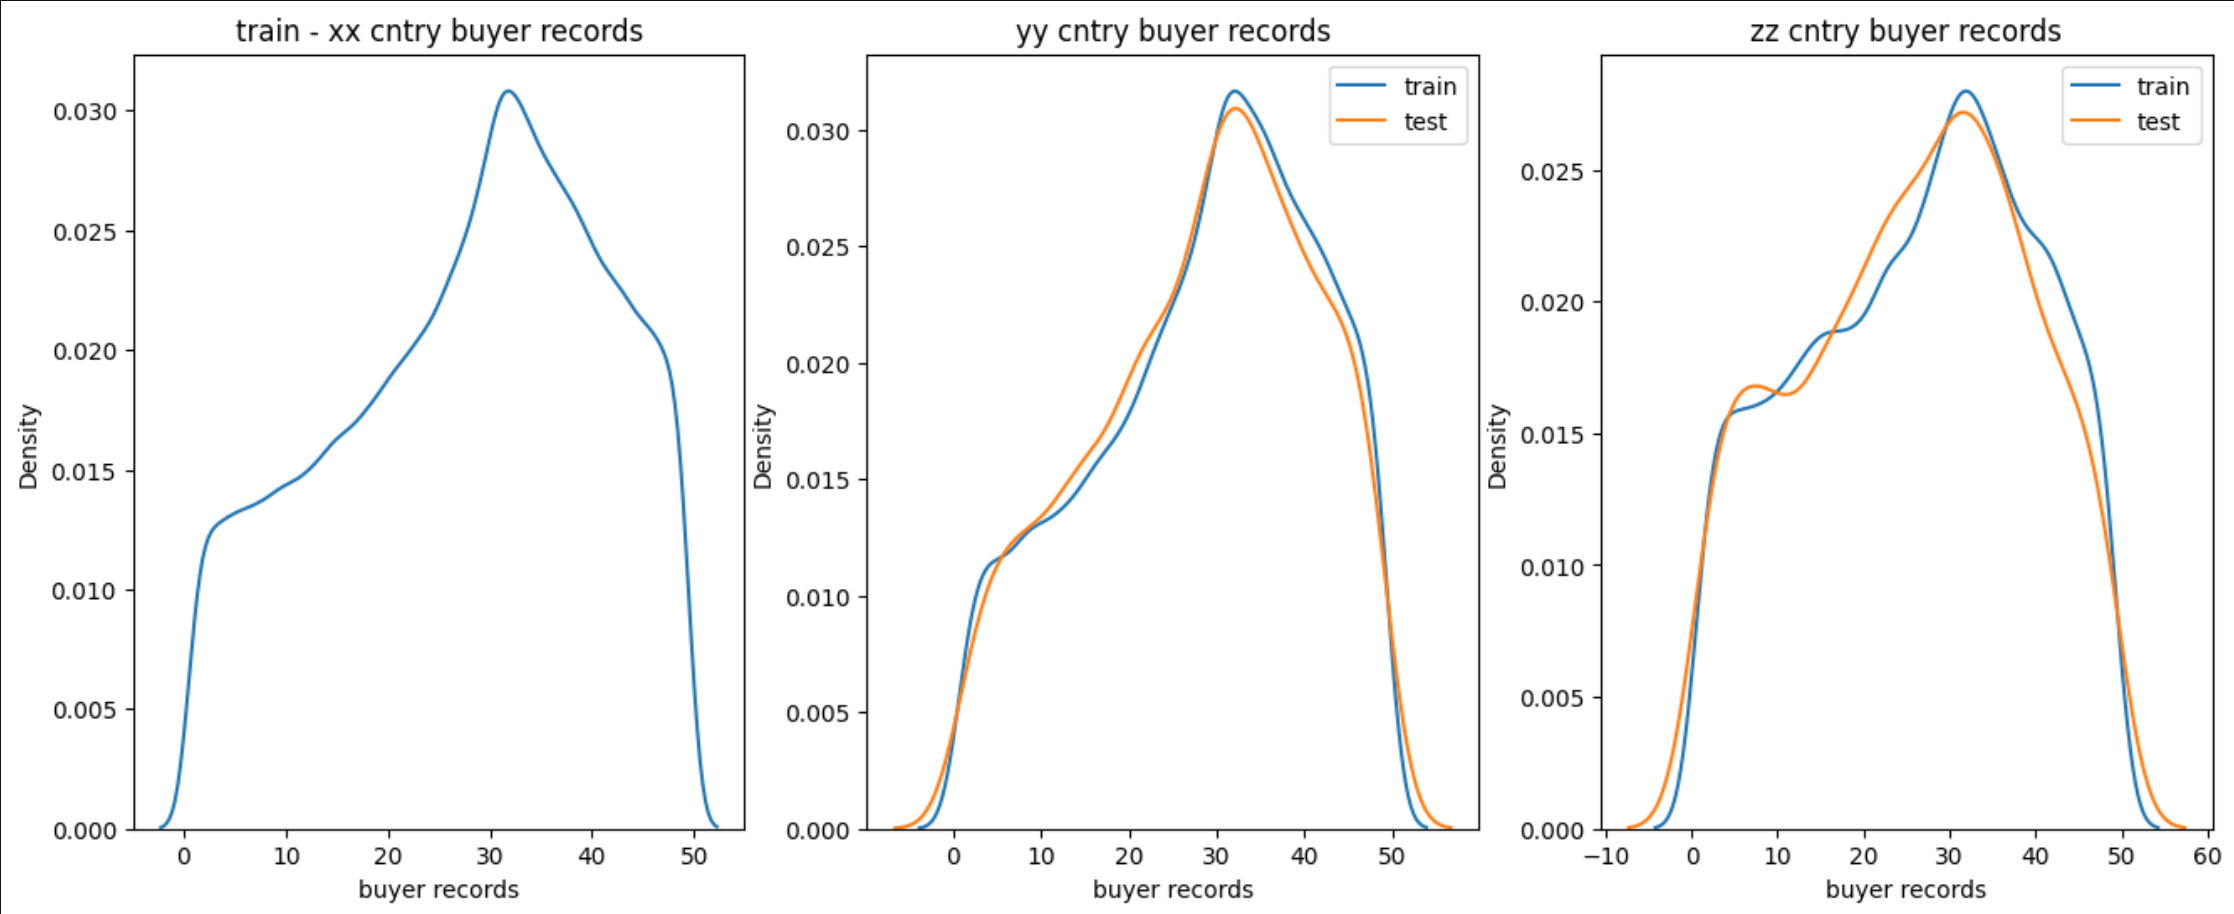 train - xx cntry buyer records
0.030
0.025
0.020
0.015
0.010
0.005
0.000
Density
0 10 20 30 40 50
buyer records
yy cntry buyer records
train
test
0.030
0.025
0.020
0.015
0.010
0.005
0.000
Density
0 10 20 30 40 50
buyer records
zz cntry buyer records
train
test
0.025
0.020
0.015
0.010
0.005
0.000
Density
−10 0 10 20 30 40 50 60
buyer records